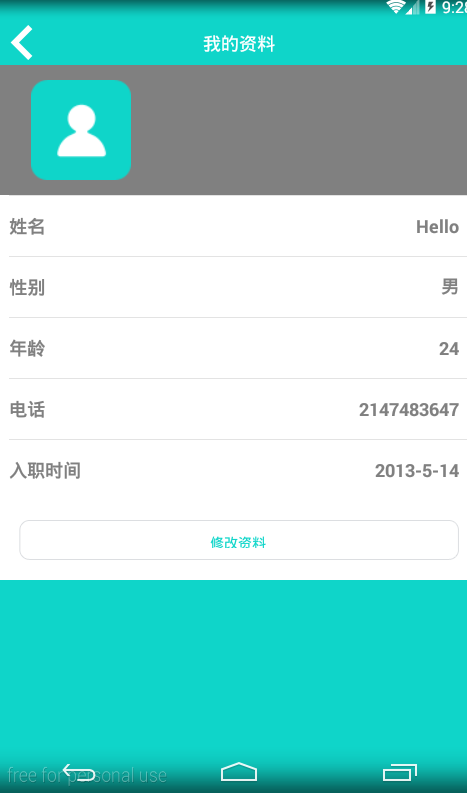 9:28
我的资料
姓名 Hello
性别 男
年龄 24
电话 2147483647
入职时间 2013-5-14
修改资料
free for personal use